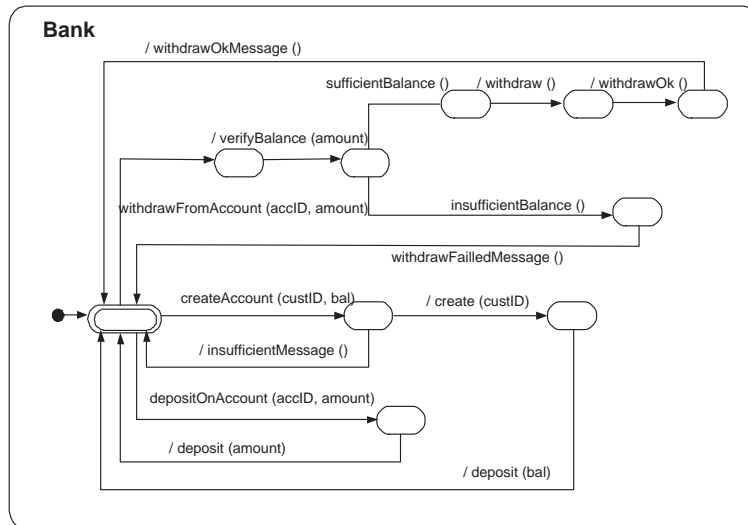 Bank
/ withdrawOkMessage ()
sufficientBalance ()
/ withdraw ()
/ withdrawOk ()
/ verifyBalance (amount)
withdrawFromAccount (accID, amount)
insufficientBalance ()
withdrawFailledMessage ()
createAccount (custID, bal)
/ create (custID)
/ insufficientMessage ()
depositOnAccount (accID, amount)
/ deposit (amount)
/ deposit (bal)